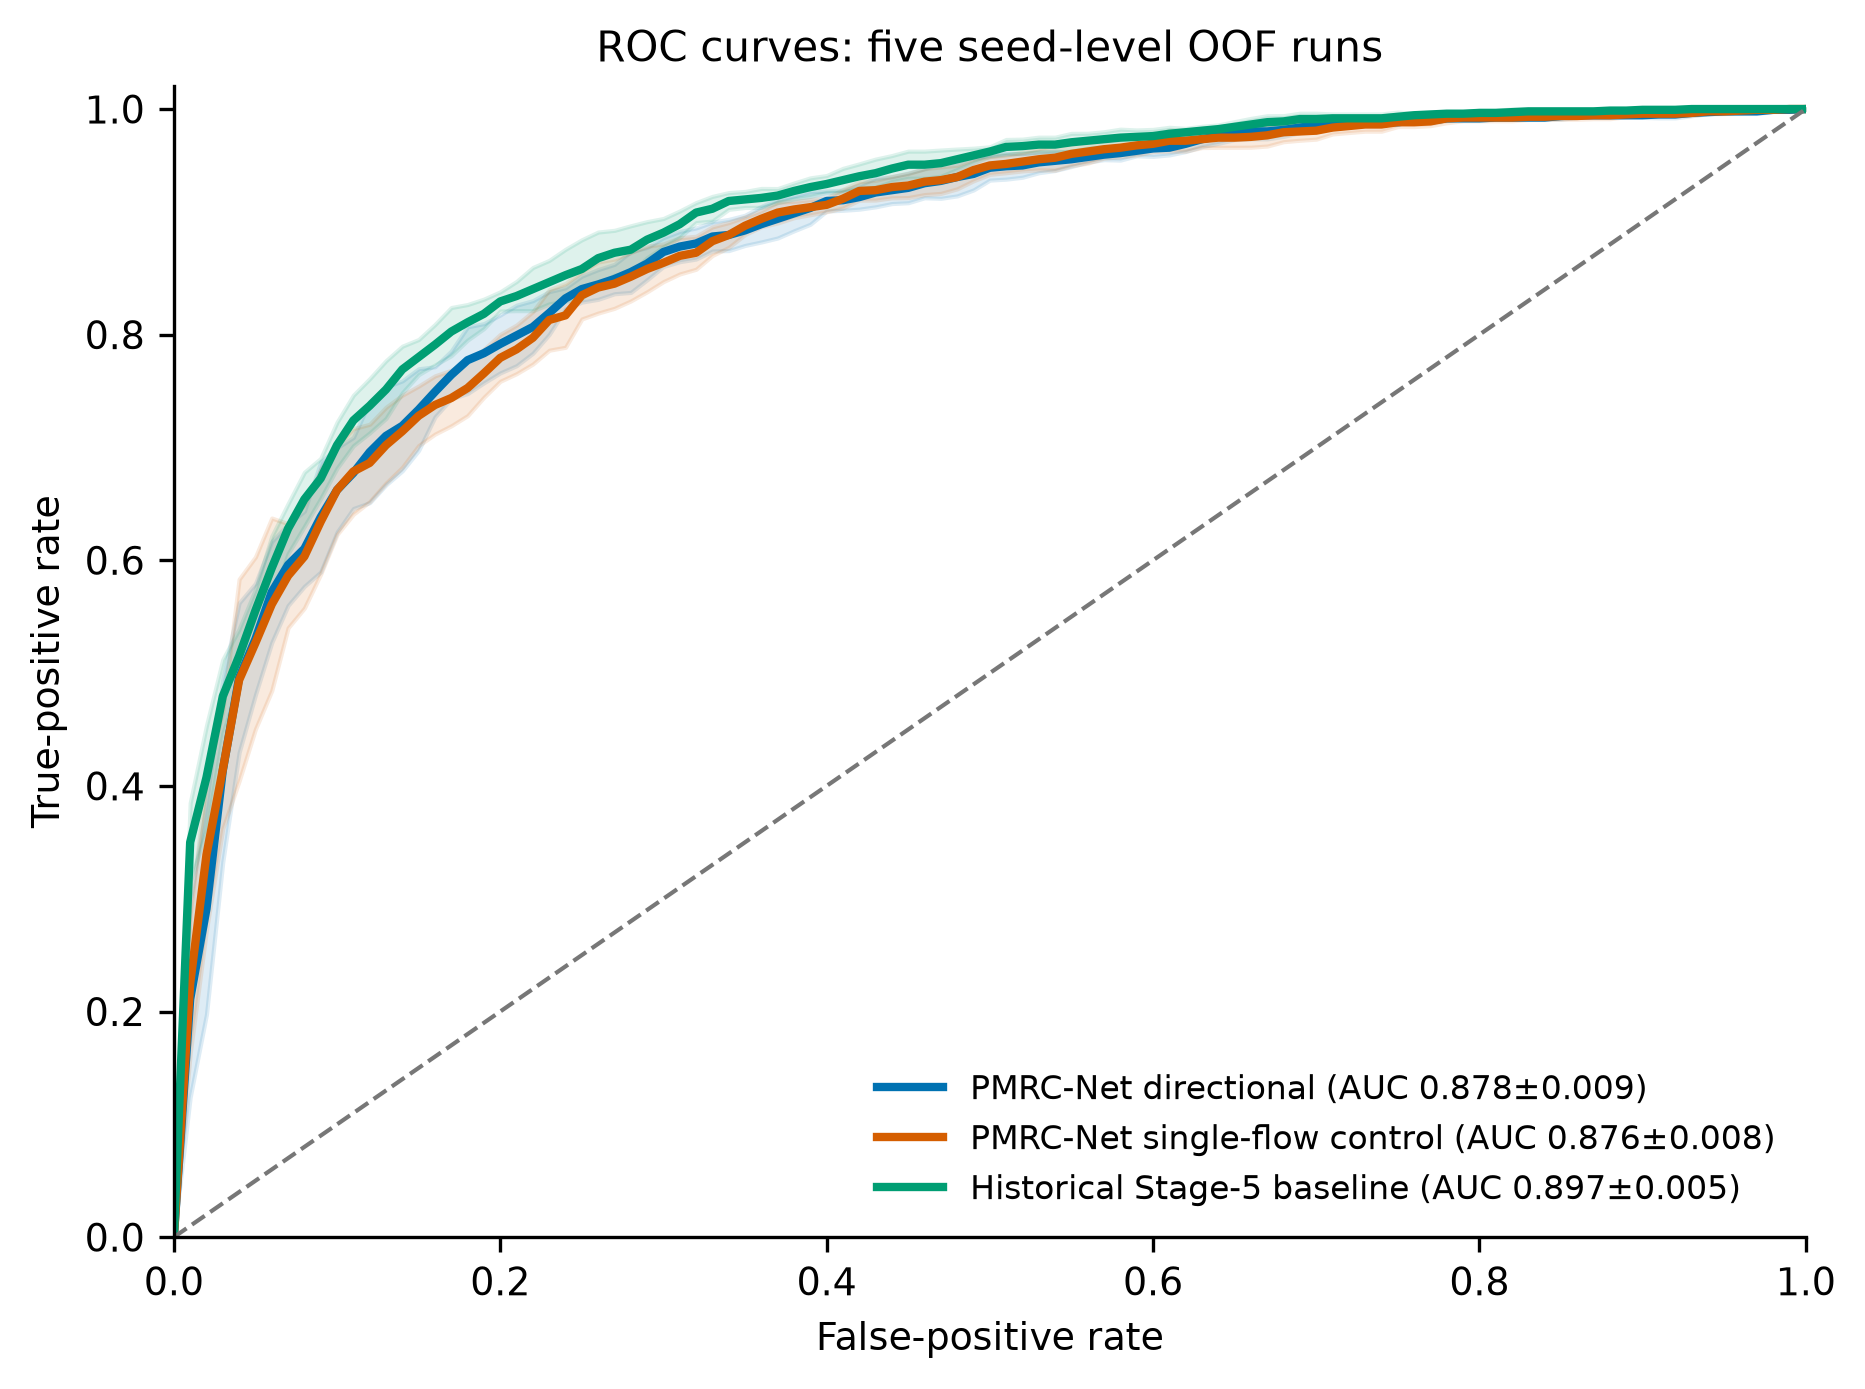 ROC curves: five seed-level OOF runs
True-positive rate
1.0
0.8
0.6
0.4
0.2
0.0
PMRC-Net directional (AUC 0.878±0.009)
PMRC-Net single-flow control (AUC 0.876±0.008)
Historical Stage-5 baseline (AUC 0.897±0.005)
0.0 0.2 0.4 0.6 0.8 1.0
False-positive rate